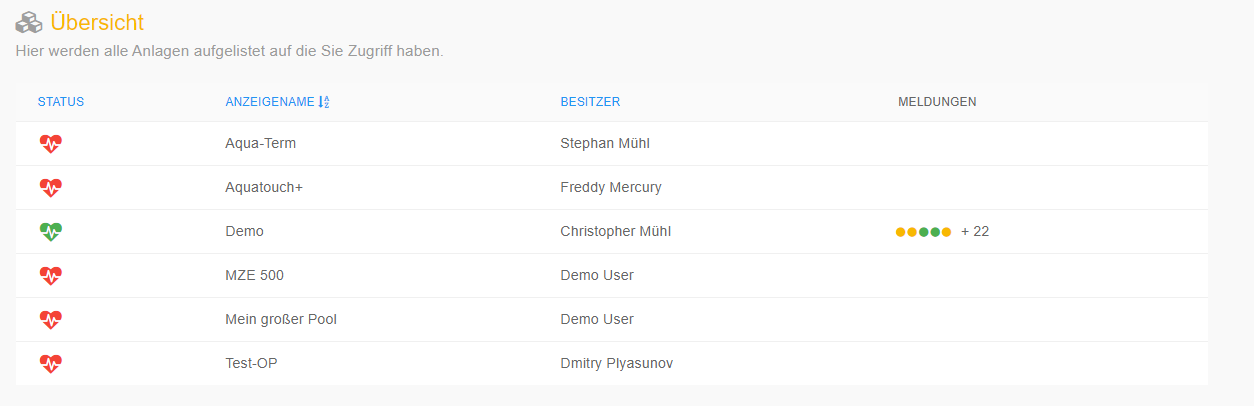 Übersicht
Hier werden alle Anlagen aufgelistet auf die Sie Zugriff haben.
STATUS ANZEIGENAME BESITZER MELDUNGEN
Aqua-Term Stephan Mühl
Aquatouch+ Freddy Mercury
Demo Christopher Mühl + 22
MZE 500 Demo User
Mein großer Pool Demo User
Test-OP Dmitry Plyasunov